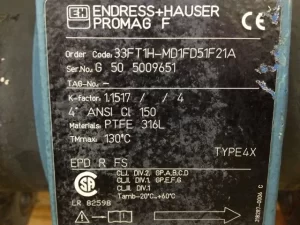 EH
ENDRESS+HAUSER
PROMAG F
Order Code: 33FT1H-MD1FD51F21A
Ser.No.: G 50 5009651
TAG-No.: -
K-factor: 1.1517 / / 4
4" ANSI Cl. 150
Materials: PTFE 316L
TMmax: 130°C
TYPE4X
EPD R FS
CL.I, DIV.2, GP.A,B,C,D
CL.II, DIV.1 GP.E,F,G
CL.III, DIV.1
Tamb.-20°C..+60°C
LR 82598